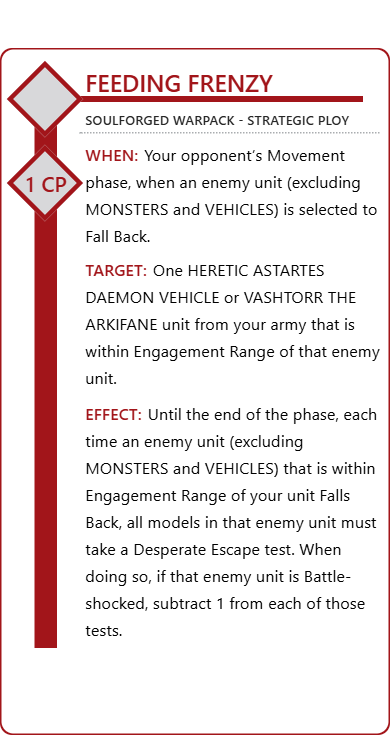 FEEDING FRENZY
SOULFORGED WARPACK - STRATEGIC PLOY
1 CP
WHEN: Your opponent's Movement
phase, when an enemy unit (excluding
MONSTERS and VEHICLES) is selected to
Fall Back.
TARGET: One HERETIC ASTARTES
DAEMON VEHICLE or VASHTORR THE
ARKIFANE unit from your army that is
within Engagement Range of that enemy
unit.
EFFECT: Until the end of the phase, each
time an enemy unit (excluding
MONSTERS and VEHICLES) that is within
Engagement Range of your unit Falls
Back, all models in that enemy unit must
take a Desperate Escape test. When
doing so, if that enemy unit is Battle-
shocked, subtract 1 from each of those
tests.